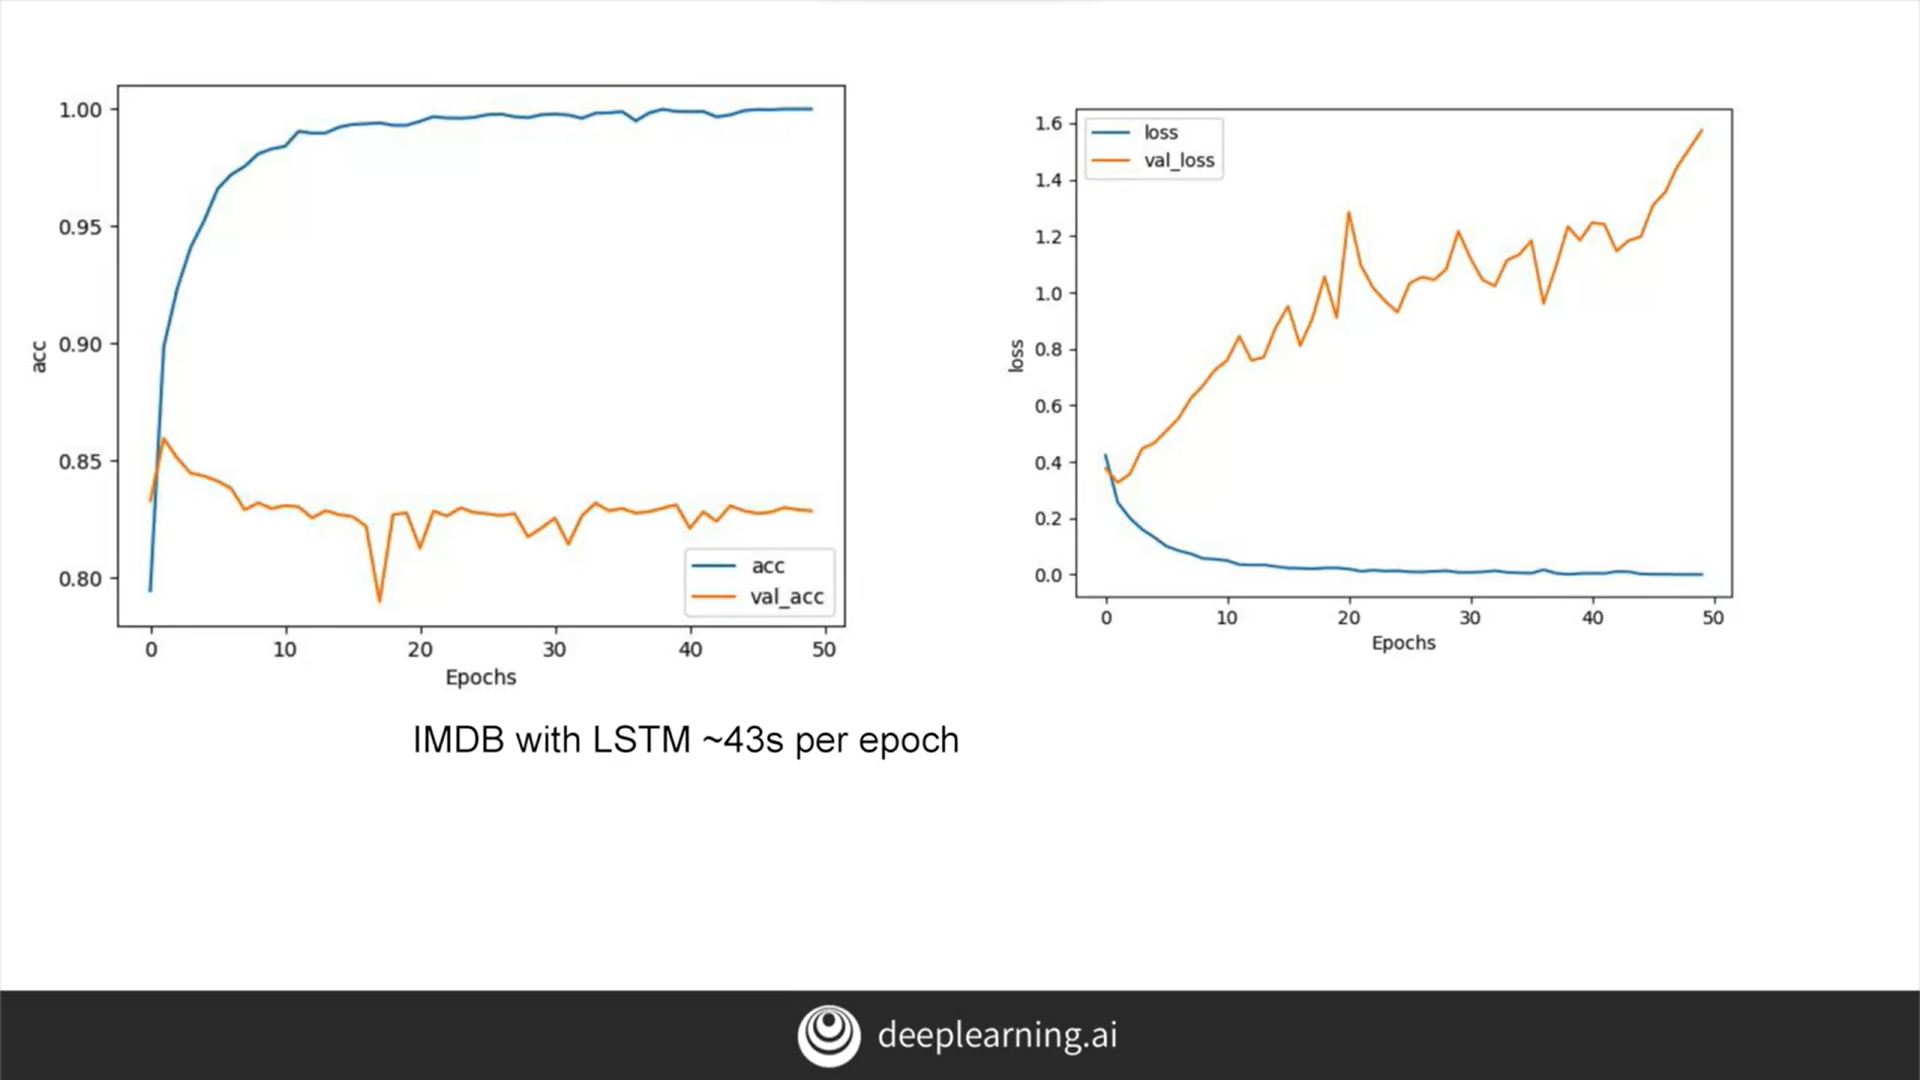 1.00
0.95
0.90
0.85
0.80
acc
acc
val_acc
0 10 20 30 40 50
Epochs
1.6
1.4
1.2
1.0
0.8
0.6
0.4
0.2
0.0
loss
loss
val_loss
0 10 20 30 40 50
Epochs
IMDB with LSTM ~43s per epoch
deeplearning.ai